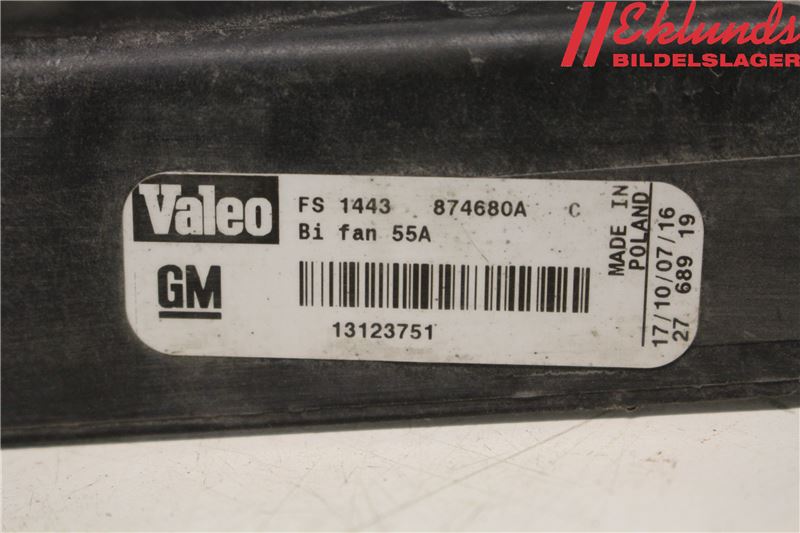 Eklunds
BILDELSLAGER
Valeo
FS 1443 874680A C
Bi fan 55A
GM
13123751
MADE IN
POLAND
17/10/07/16
27 689 19